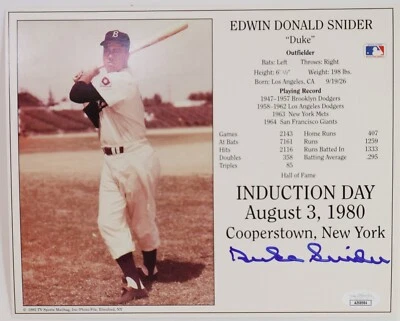 EDWIN DONALD SNIDER
"Duke"
Outfielder
Bats: Left Throws: Right
Height: 6' Weight: 198 lbs.
Born: Los Angeles, CA 9/19/26
Playing Record
1947-1957 Brooklyn Dodgers
1958-1962 Los Angeles Dodgers
1963 New York Mets
1964 San Francisco Giants
Games 2143 Home Runs 407
At Bats 7161 Runs 1259
Hits 2116 Runs Batted In 1333
Doubles 358 Batting Average .295
Triples 85
Hall of Fame
INDUCTION DAY
August 3, 1980
Cooperstown, New York
Duke Snider
B
JSA